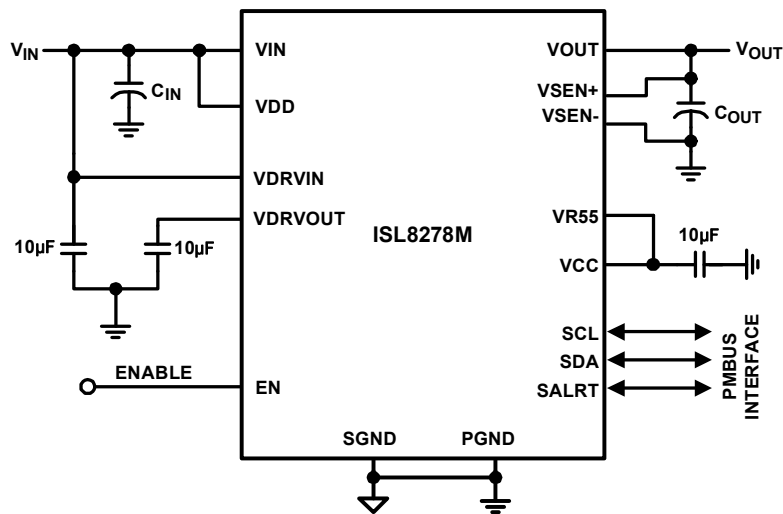 VIN
VIN
VOUT
VOUT
CIN
VSEN+
VDD
VSEN-
COUT
VDRVIN
VDRVOUT
ISL8278M
VR55
10µF
10µF
10µF
VCC
SCL
SDA
SALRT
PMBUS
INTERFACE
ENABLE
EN
SGND
PGND